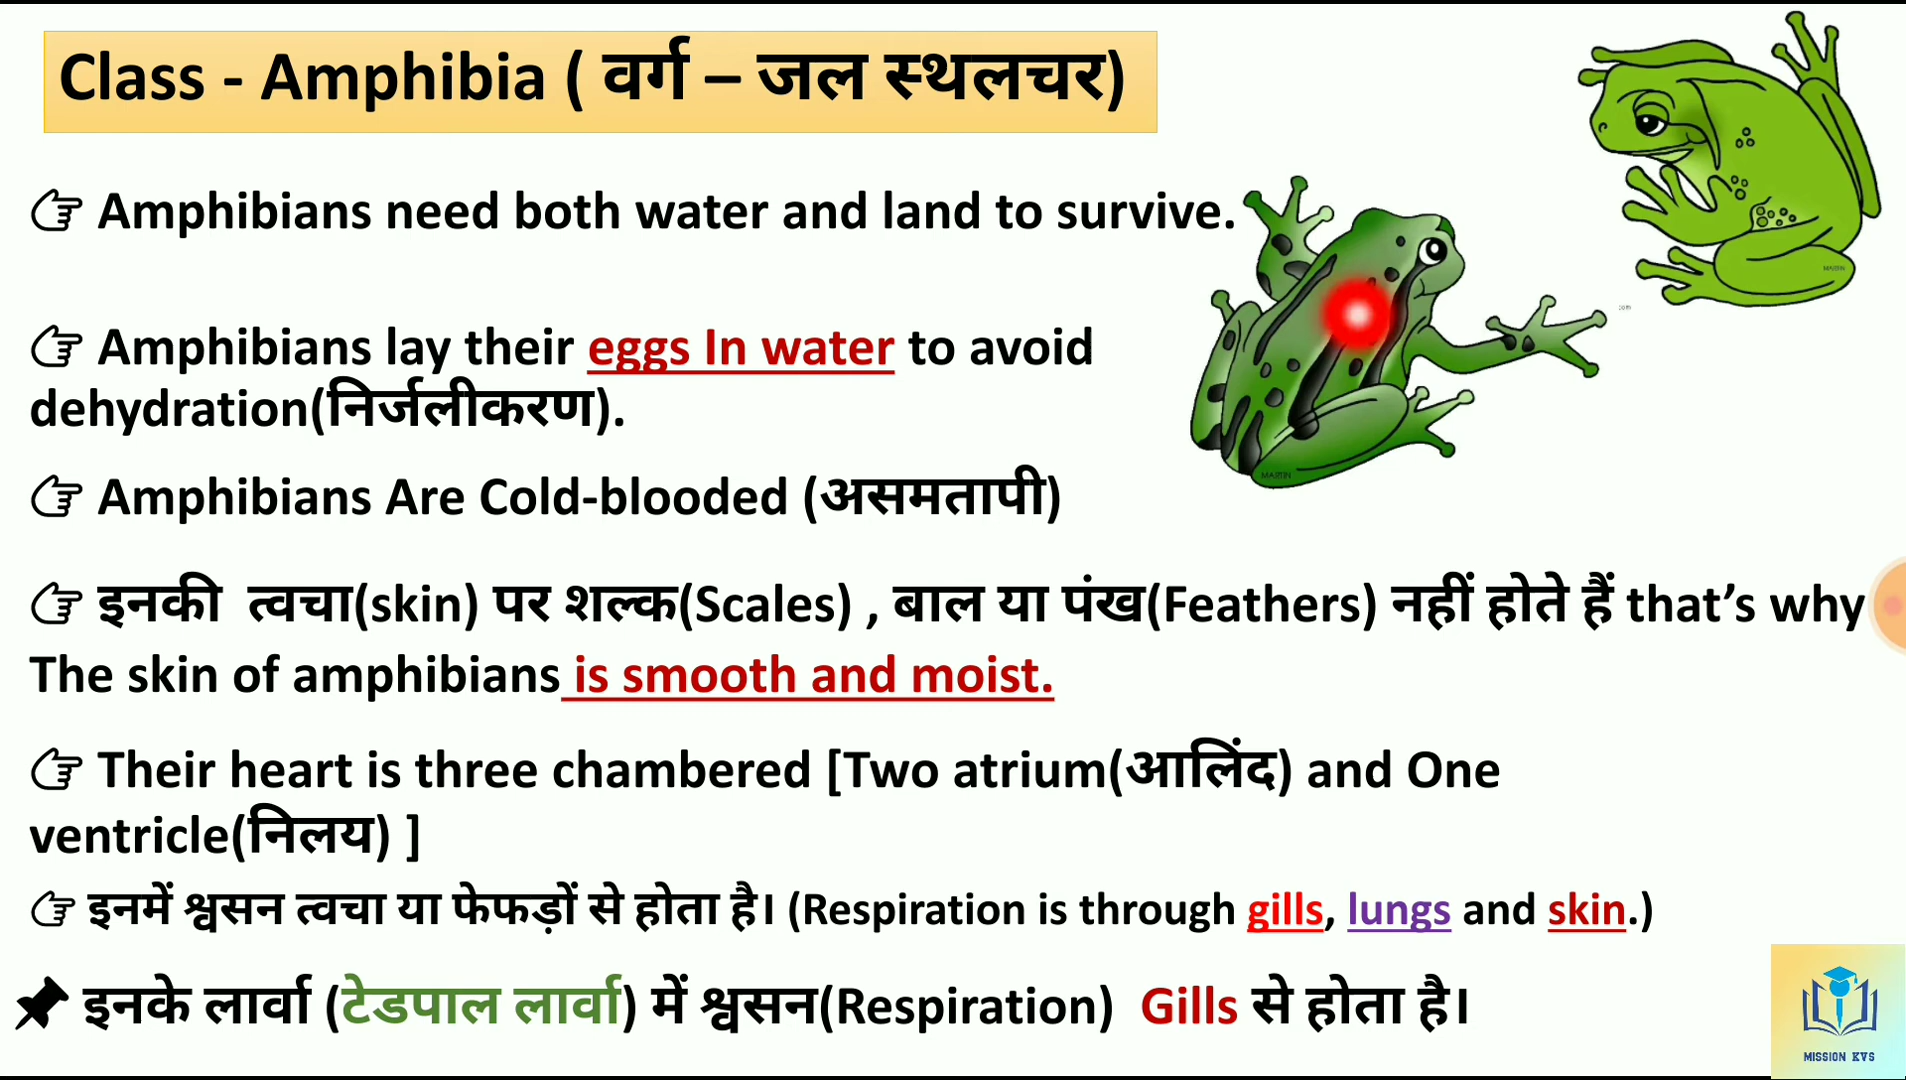 Class - Amphibia ( वर्ग – जल स्थलचर)
Amphibians need both water and land to survive.
Amphibians lay their eggs In water to avoid
dehydration(निर्जलीकरण).
Amphibians Are Cold-blooded (असमतापी)
इनकी त्वचा(skin) पर शल्क(Scales) , बाल या पंख(Feathers) नहीं होते हैं that’s why
The skin of amphibians is smooth and moist.
Their heart is three chambered [Two atrium(आलिंद) and One
ventricle(निलय) ]
इनमें श्वसन त्वचा या फेफड़ों से होता है। (Respiration is through gills, lungs and skin.)
इनके लार्वा (टेडपाल लार्वा) में श्वसन(Respiration) Gills से होता है।
MARTIN
MARTIN
.com
MISSION KVS